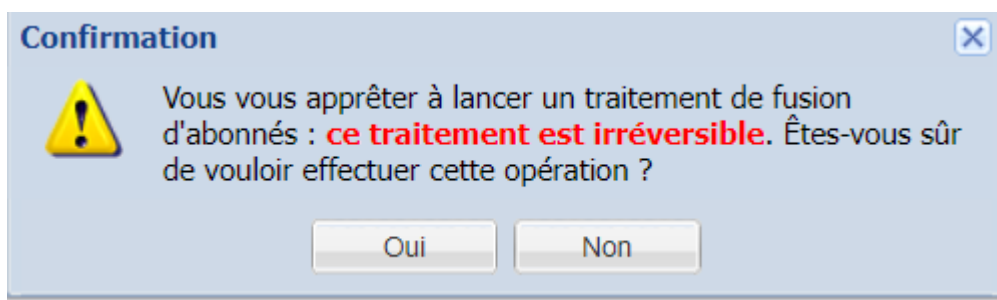 Confirmation
Vous vous apprêter à lancer un traitement de fusion
d'abonnés : ce traitement est irréversible. Êtes-vous sûr
de vouloir effectuer cette opération ?
Oui
Non